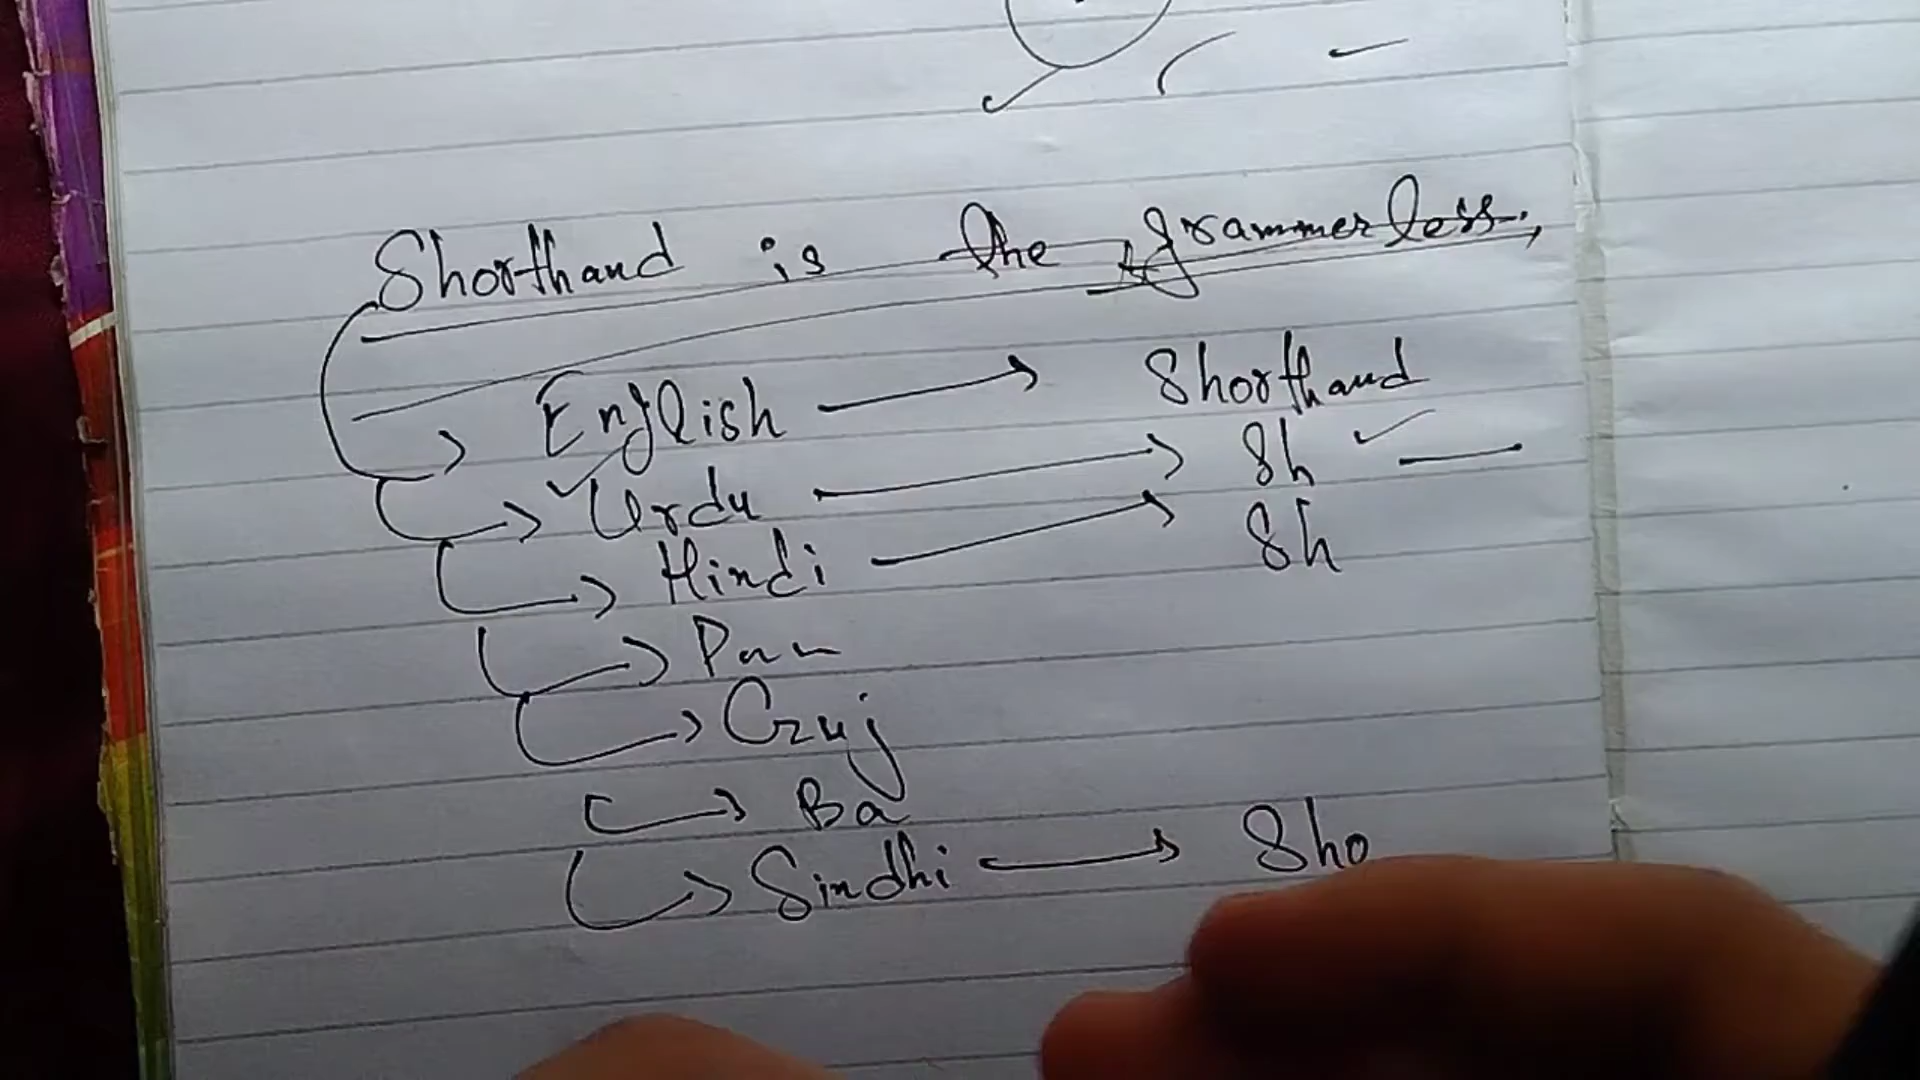 Shorthand is the grammerless,
English → Shorthand
Urdu → Sh
Hindi → Sh
Pan
Guj
Ba
Sindhi → Sho